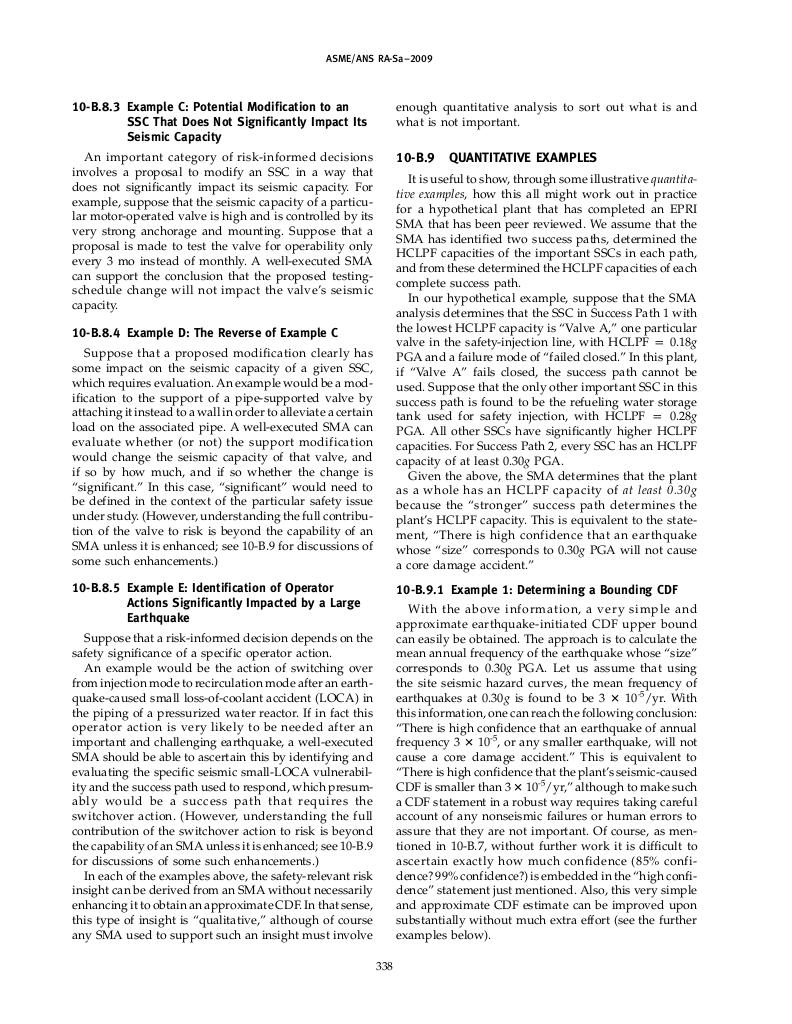 ASME/ANS RA-Sa–2009
10-B.8.3 Example C: Potential Modification to an
SSC That Does Not Significantly Impact Its
Seismic Capacity
An important category of risk-informed decisions
involves a proposal to modify an SSC in a way that
does not significantly impact its seismic capacity. For
example, suppose that the seismic capacity of a particu-
lar motor-operated valve is high and is controlled by its
very strong anchorage and mounting. Suppose that a
proposal is made to test the valve for operability only
every 3 mo instead of monthly. A well-executed SMA
can support the conclusion that the proposed testing-
schedule change will not impact the valve's seismic
capacity.
10-B.8.4 Example D: The Reverse of Example C
Suppose that a proposed modification clearly has
some impact on the seismic capacity of a given SSC,
which requires evaluation. An example would be a mod-
ification to the support of a pipe-supported valve by
attaching it instead to a wall in order to alleviate a certain
load on the associated pipe. A well-executed SMA can
evaluate whether (or not) the support modification
would change the seismic capacity of that valve, and
if so by how much, and if so whether the change is
“significant.” In this case, “significant” would need to
be defined in the context of the particular safety issue
under study. (However, understanding the full contribu-
tion of the valve to risk is beyond the capability of an
SMA unless it is enhanced; see 10-B.9 for discussions of
some such enhancements.)
10-B.8.5 Example E: Identification of Operator
Actions Significantly Impacted by a Large
Earthquake
Suppose that a risk-informed decision depends on the
safety significance of a specific operator action.
An example would be the action of switching over
from injection mode to recirculation mode after an earth-
quake-caused small loss-of-coolant accident (LOCA) in
the piping of a pressurized water reactor. If in fact this
operator action is very likely to be needed after an
important and challenging earthquake, a well-executed
SMA should be able to ascertain this by identifying and
evaluating the specific seismic small-LOCA vulnerabil-
ity and the success path used to respond, which presum-
ably would be a success path that requires the
switchover action. (However, understanding the full
contribution of the switchover action to risk is beyond
the capability of an SMA unless it is enhanced; see 10-B.9
for discussions of some such enhancements.)
In each of the examples above, the safety-relevant risk
insight can be derived from an SMA without necessarily
enhancing it to obtain an approximate CDF. In that sense,
this type of insight is “qualitative,” although of course
any SMA used to support such an insight must involve
enough quantitative analysis to sort out what is and
what is not important.
10-B.9 QUANTITATIVE EXAMPLES
It is useful to show, through some illustrative quantita-
tive examples, how this all might work out in practice
for a hypothetical plant that has completed an EPRI
SMA that has been peer reviewed. We assume that the
SMA has identified two success paths, determined the
HCLPF capacities of the important SSCs in each path,
and from these determined the HCLPF capacities of each
complete success path.
In our hypothetical example, suppose that the SMA
analysis determines that the SSC in Success Path 1 with
the lowest HCLPF capacity is “Valve A,” one particular
valve in the safety-injection line, with HCLPF = 0.18g
PGA and a failure mode of “failed closed.” In this plant,
if “Valve A” fails closed, the success path cannot be
used. Suppose that the only other important SSC in this
success path is found to be the refueling water storage
tank used for safety injection, with HCLPF = 0.28g
PGA. All other SSCs have significantly higher HCLPF
capacities. For Success Path 2, every SSC has an HCLPF
capacity of at least 0.30g PGA.
Given the above, the SMA determines that the plant
as a whole has an HCLPF capacity of at least 0.30g
because the “stronger” success path determines the
plant's HCLPF capacity. This is equivalent to the state-
ment, “There is high confidence that an earthquake
whose “size” corresponds to 0.30g PGA will not cause
a core damage accident.”
10-B.9.1 Example 1: Determining a Bounding CDF
With the above information, a very simple and
approximate earthquake-initiated CDF upper bound
can easily be obtained. The approach is to calculate the
mean annual frequency of the earthquake whose “size”
corresponds to 0.30g PGA. Let us assume that using
the site seismic hazard curves, the mean frequency of
earthquakes at 0.30g is found to be 3 × 10⁻⁵/yr. With
this information, one can reach the following conclusion:
“There is high confidence that an earthquake of annual
frequency 3 × 10⁻⁵, or any smaller earthquake, will not
cause a core damage accident.” This is equivalent to
“There is high confidence that the plant's seismic-caused
CDF is smaller than 3 × 10⁻⁵/yr,” although to make such
a CDF statement in a robust way requires taking careful
account of any nonseismic failures or human errors to
assure that they are not important. Of course, as men-
tioned in 10-B.7, without further work it is difficult to
ascertain exactly how much confidence (85% confi-
dence? 99% confidence?) is embedded in the “high confi-
dence” statement just mentioned. Also, this very simple
and approximate CDF estimate can be improved upon
substantially without much extra effort (see the further
examples below).
338